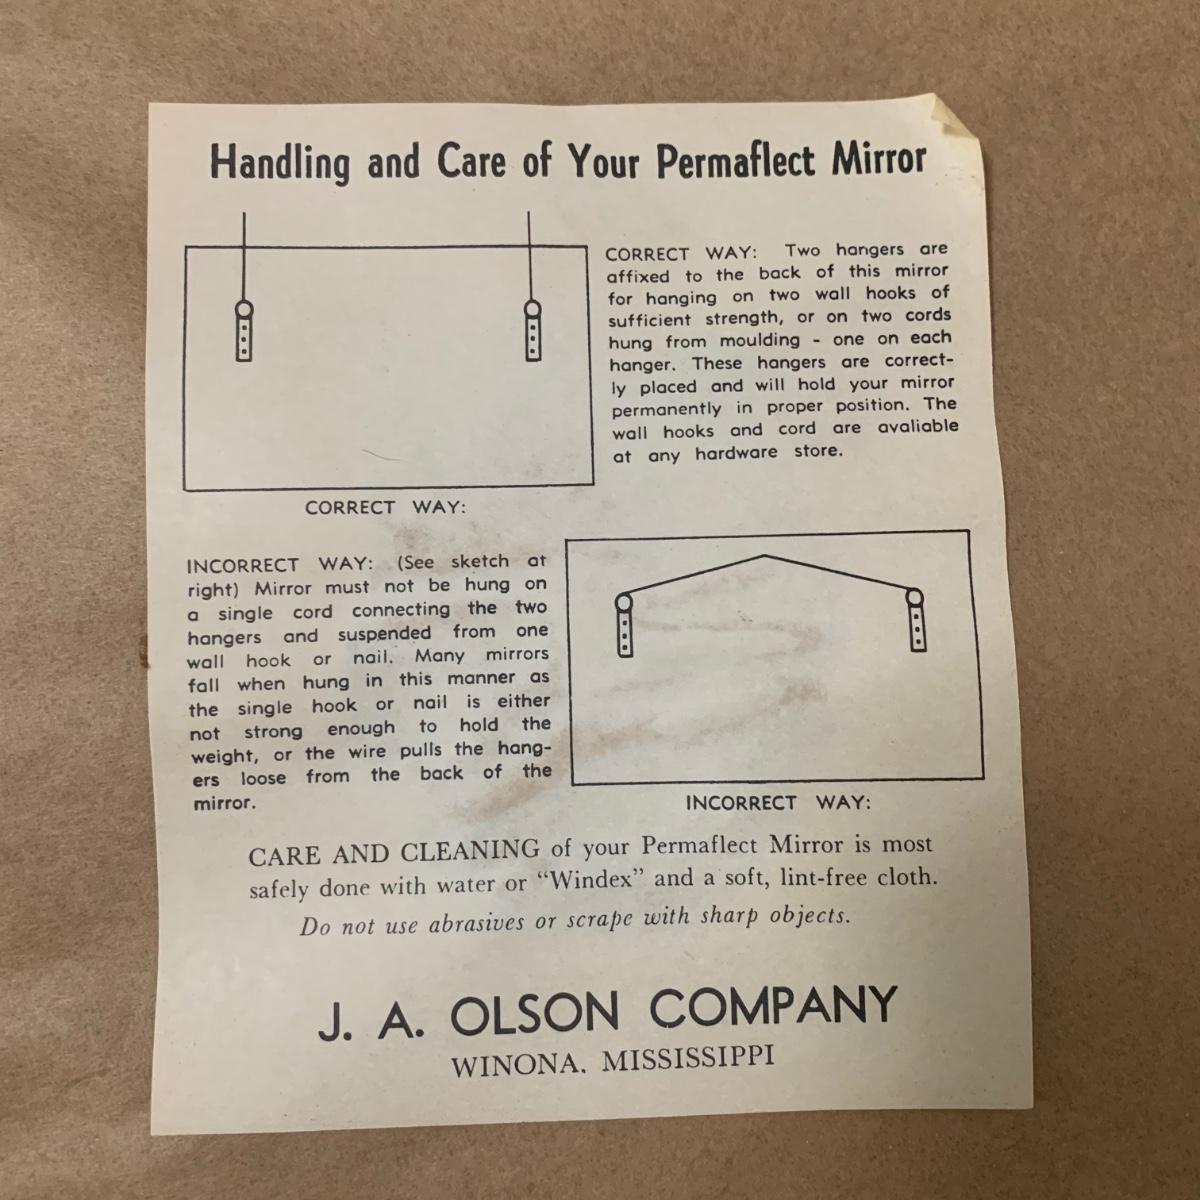 Handling and Care of Your Permaflect Mirror
CORRECT WAY: Two hangers are
affixed to the back of this mirror
for hanging on two wall hooks of
sufficient strength, or on two cords
hung from moulding - one on each
hanger. These hangers are correct-
ly placed and will hold your mirror
permanently in proper position. The
wall hooks and cord are avaliable
at any hardware store.
CORRECT WAY:
INCORRECT WAY: (See sketch at
right) Mirror must not be hung on
a single cord connecting the two
hangers and suspended from one
wall hook or nail. Many mirrors
fall when hung in this manner as
the single hook or nail is either
not strong enough to hold the
weight, or the wire pulls the hang-
ers loose from the back of the
mirror.
INCORRECT WAY:
CARE AND CLEANING of your Permaflect Mirror is most
safely done with water or “Windex” and a soft, lint-free cloth.
Do not use abrasives or scrape with sharp objects.
J. A. OLSON COMPANY
WINONA, MISSISSIPPI